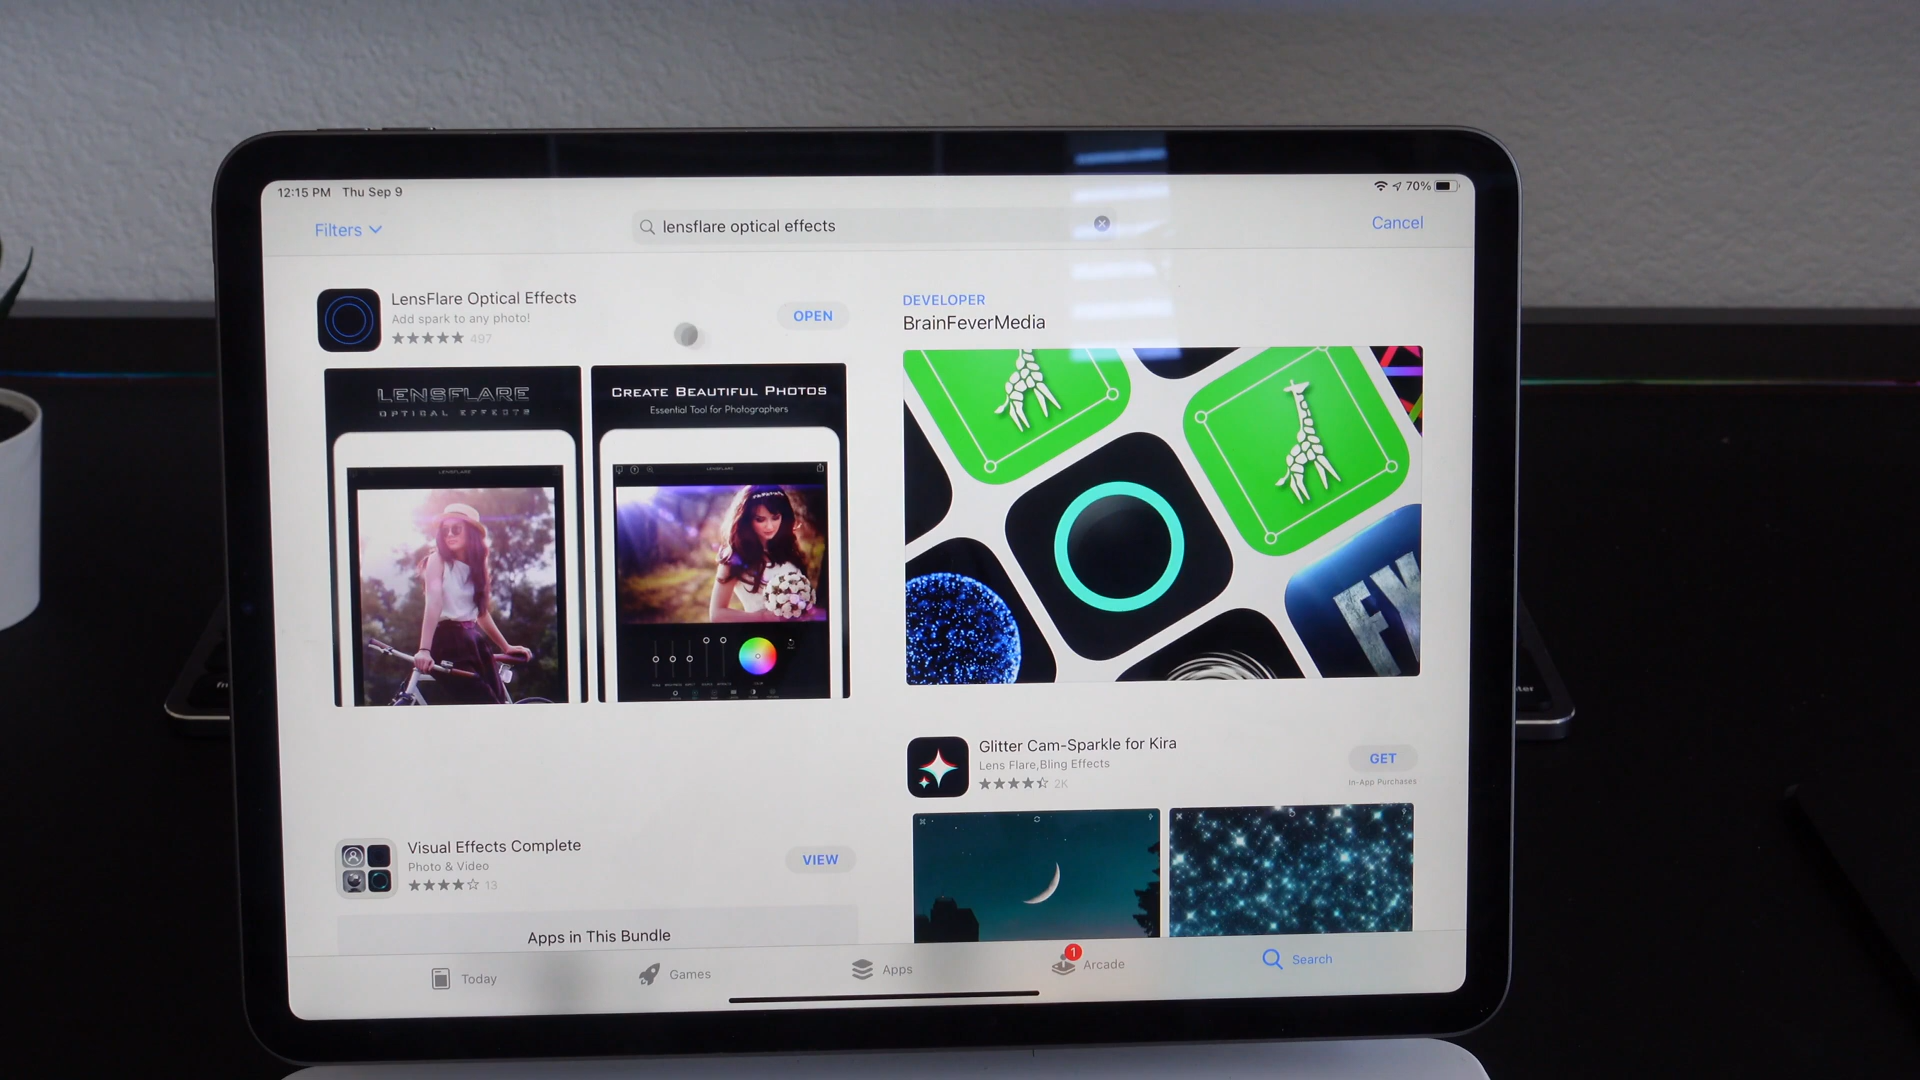 12:15 PM Thu Sep 9
70%
Filters
lensflare optical effects
Cancel
LensFlare Optical Effects
Add spark to any photo!
497
OPEN
DEVELOPER
BrainFeverMedia
LENSFLARE
OPTICAL EFFECTS
CREATE BEAUTIFUL PHOTOS
Essential Tool for Photographers
LENSFLARE
LENSFLARE
FX
Glitter Cam-Sparkle for Kira
Lens Flare,Bling Effects
2K
GET
In-App Purchases
Visual Effects Complete
Photo & Video
13
VIEW
Apps in This Bundle
Today
Games
Apps
1
Arcade
Search